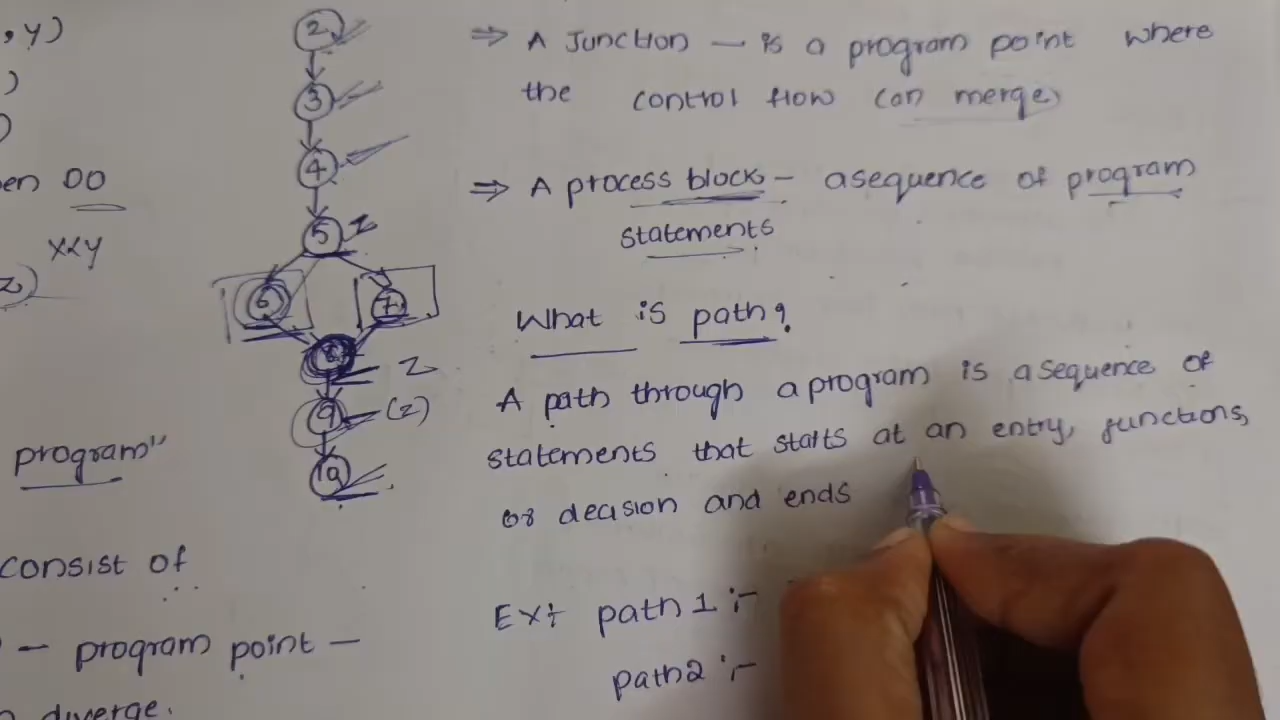 , y)
)
)
en DO
x<y
z)
program"
consist of
- program point -
diverge.
2
3
4
5
6 7
8 z
9 (z)
10
⇒ A Junction - is a program point where
the control flow can merge,
⇒ A process block - asequence of program
statements
What is path?
A path through a program is a sequence of
statements that starts at an entry, junctions,
or decision and ends
Ex:- path 1 :-
path2 :-